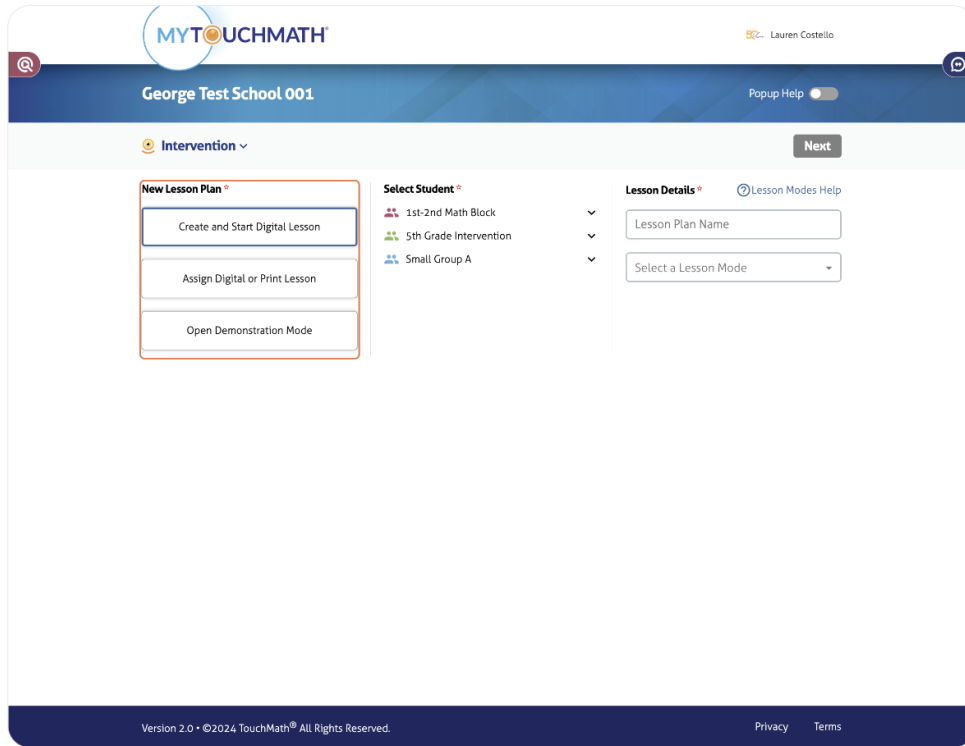 MYTOUCHMATH®
Lauren Costello
George Test School 001
Popup Help
Intervention
Next
New Lesson Plan *
Create and Start Digital Lesson
Assign Digital or Print Lesson
Open Demonstration Mode
Select Student *
1st-2nd Math Block
5th Grade Intervention
Small Group A
Lesson Details *
Lesson Modes Help
Lesson Plan Name
Select a Lesson Mode
Version 2.0 • ©2024 TouchMath® All Rights Reserved.
Privacy
Terms